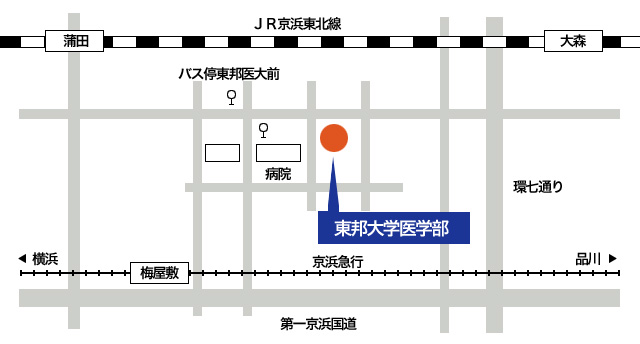 ＪＲ京浜東北線
蒲田
大森
バス停東邦医大前
病院
環七通り
東邦大学医学部
横浜
京浜急行
品川
梅屋敷
第一京浜国道